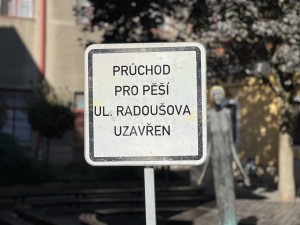 PRŮCHOD
PRO PĚŠÍ
UL. RADOUŠOVA
UZAVŘEN